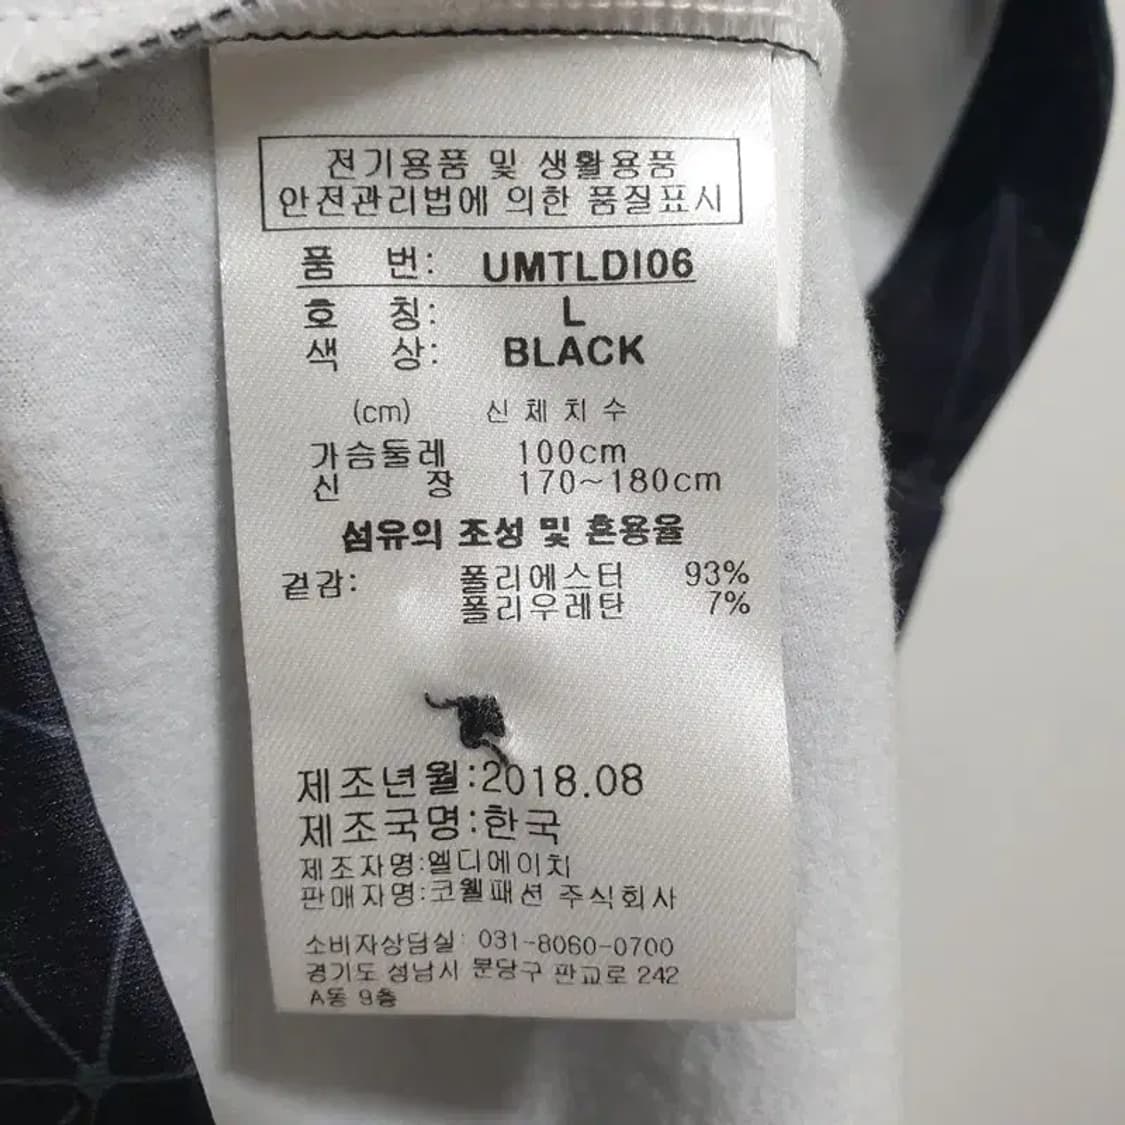 전기용품 및 생활용품
안전관리법에 의한 품질표시
품 번: UMTLDI06
호 칭: L
색 상: BLACK
(cm) 신체치수
가슴둘레 100cm
신 장 170~180cm
섬유의 조성 및 혼용율
겉감: 폴리에스터 93%
폴리우레탄 7%
제조년월:2018.08
제조국명:한국
제조자명:엘디에이치
판매자명:코웰패션 주식회사
소비자상담실: 031-8060-0700
경기도 성남시 분당구 판교로 242
A동 9층